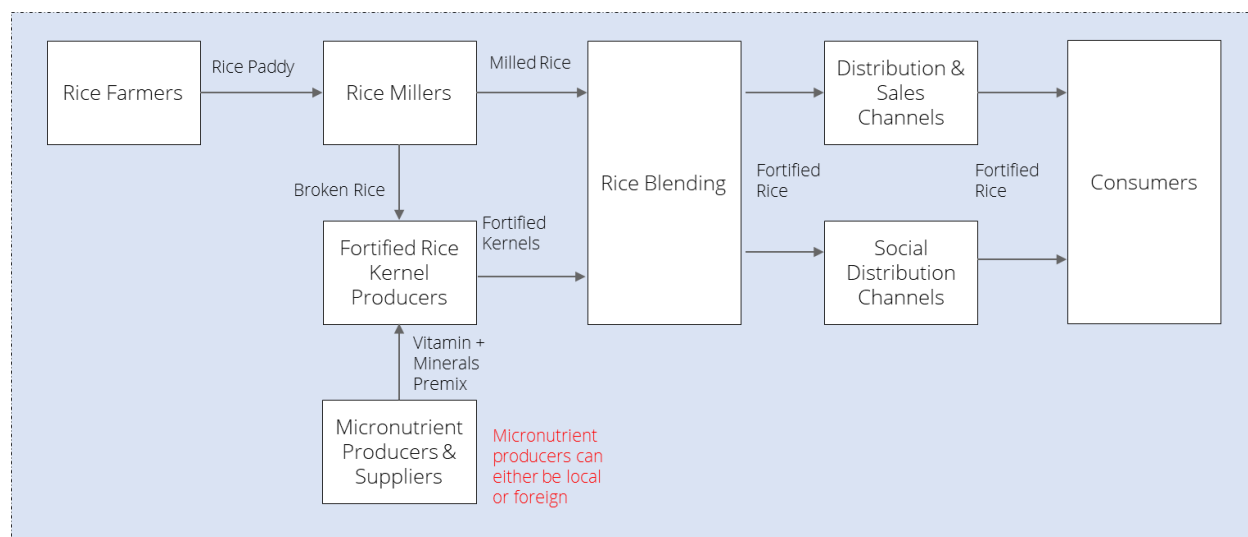 Rice Farmers
Rice Paddy
Rice Millers
Milled Rice
Broken Rice
Fortified Rice
Kernel
Producers
Fortified
Kernels
Vitamin +
Minerals
Premix
Micronutrient
Producers &
Suppliers
Micronutrient
producers can
either be local
or foreign
Rice Blending
Fortified
Rice
Distribution &
Sales
Channels
Social
Distribution
Channels
Fortified
Rice
Consumers